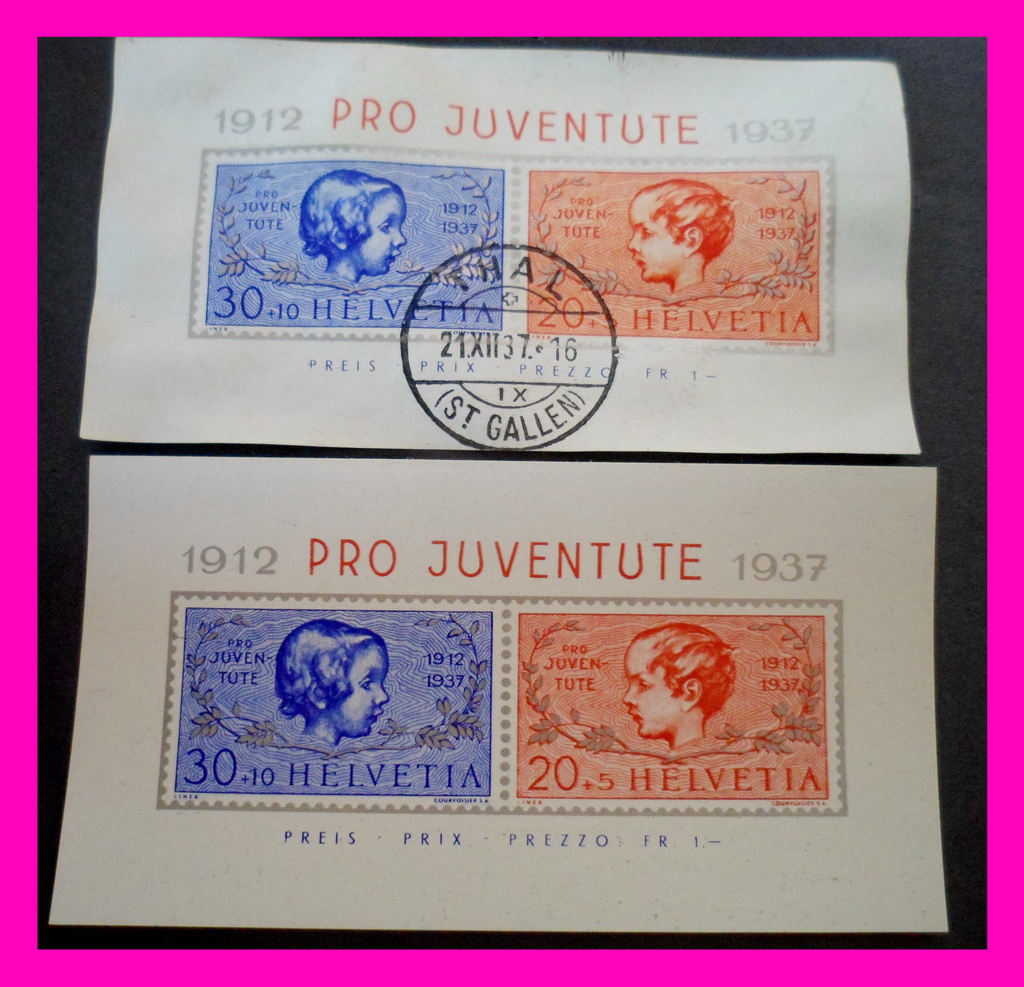 1912 PRO JUVENTUTE 1937
PRO
JUVEN-
TUTE
1912
1937
30+10 HELVETIA
PRO
JUVEN-
TUTE
1912
1937
20+5 HELVETIA
COURVOISIER S.A.
PREIS · PRIX · PREZZO FR 1.—
THAL
21.XII37.-16
IX
(ST. GALLEN)
1912 PRO JUVENTUTE 1937
PRO
JUVEN-
TUTE
1912
1937
30+10 HELVETIA
COURVOISIER S.A.
PRO
JUVEN-
TUTE
1912
1937
20+5 HELVETIA
COURVOISIER S.A.
PREIS · PRIX · PREZZO FR. 1.—